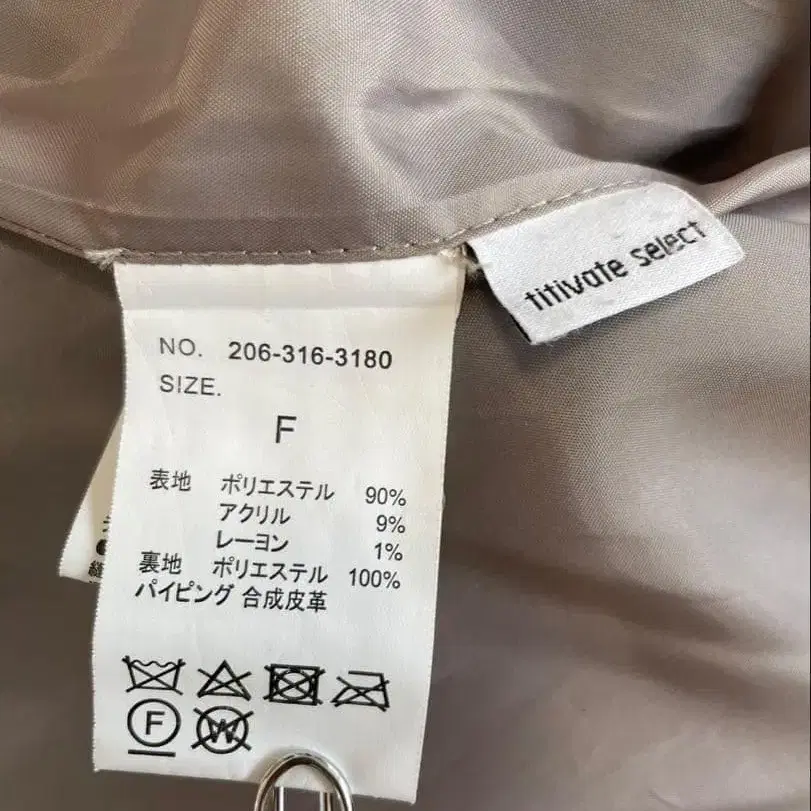 titivate select
NO. 206-316-3180
SIZE.
F
表地 ポリエステル 90%
アクリル 9%
レーヨン 1%
裏地 ポリエステル 100%
パイピング 合成皮革
F W